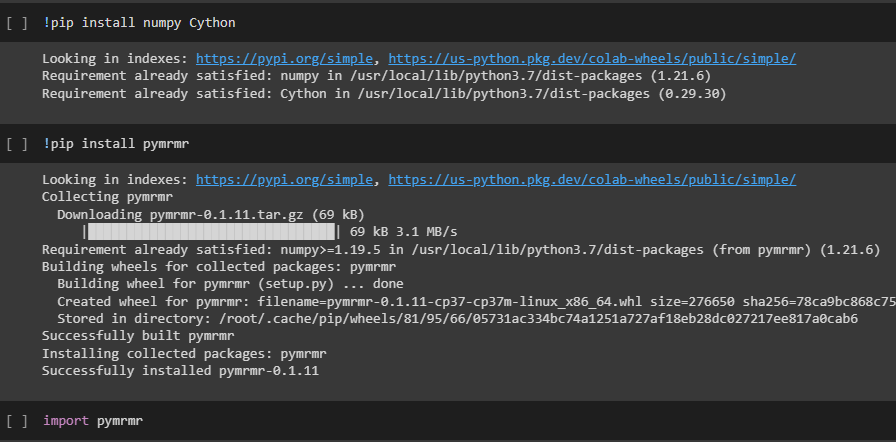 [ ] !pip install numpy Cython
Looking in indexes: https://pypi.org/simple, https://us-python.pkg.dev/colab-wheels/public/simple/
Requirement already satisfied: numpy in /usr/local/lib/python3.7/dist-packages (1.21.6)
Requirement already satisfied: Cython in /usr/local/lib/python3.7/dist-packages (0.29.30)
[ ] !pip install pymrmr
Looking in indexes: https://pypi.org/simple, https://us-python.pkg.dev/colab-wheels/public/simple/
Collecting pymrmr
Downloading pymrmr-0.1.11.tar.gz (69 kB)
|████████████████████████████████| 69 kB 3.1 MB/s
Requirement already satisfied: numpy>=1.19.5 in /usr/local/lib/python3.7/dist-packages (from pymrmr) (1.21.6)
Building wheels for collected packages: pymrmr
Building wheel for pymrmr (setup.py) ... done
Created wheel for pymrmr: filename=pymrmr-0.1.11-cp37-cp37m-linux_x86_64.whl size=276650 sha256=78ca9bc868c75
Stored in directory: /root/.cache/pip/wheels/81/95/66/05731ac334bc74a1251a727af18eb28dc027217ee817a0cab6
Successfully built pymrmr
Installing collected packages: pymrmr
Successfully installed pymrmr-0.1.11
[ ] import pymrmr